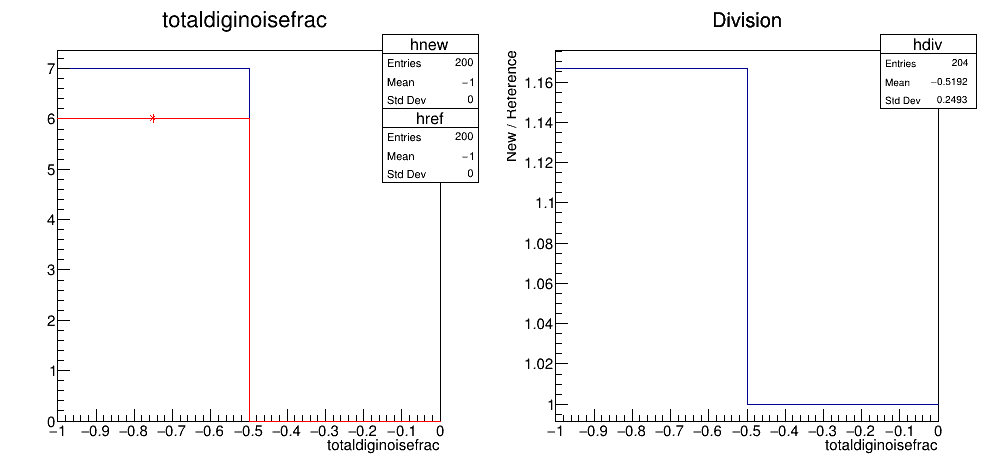 totaldiginoisefrac
hnew
Entries 200
Mean −1
Std Dev 0
href
Entries 200
Mean −1
Std Dev 0
7
6
5
4
3
2
1
0
−1 −0.9 −0.8 −0.7 −0.6 −0.5 −0.4 −0.3 −0.2 −0.1 0
totaldiginoisefrac
Division
hdiv
Entries 204
Mean −0.5192
Std Dev 0.2493
New / Reference
1.16
1.14
1.12
1.1
1.08
1.06
1.04
1.02
1
−1 −0.9 −0.8 −0.7 −0.6 −0.5 −0.4 −0.3 −0.2 −0.1 0
totaldiginoisefrac